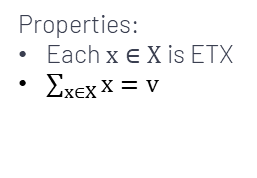 Properties:
• Each x ∈ X is ETX
• ∑x∈X x = v